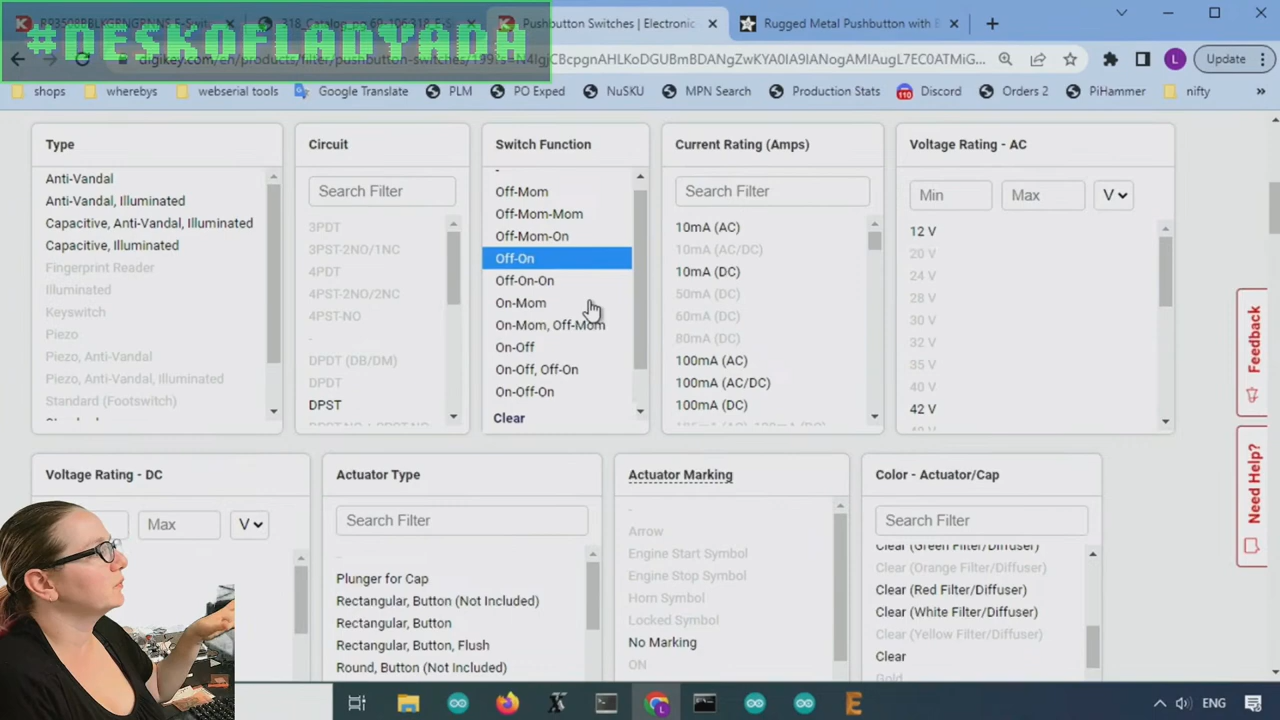 R93508BBLKGRNGRNNS E-Swit
318_Catalog_pg 6P-106 318_E-S
Pushbutton Switches | Electronic
Rugged Metal Pushbutton with
#DESKOFLADYADA
Update
shops
whereby
webserial tools
Google Translate
PLM
PO Exped
NuSKU
MPN Search
Production Stats
Discord
Orders 2
PiHammer
nifty
»
Type
Anti-Vandal
Anti-Vandal, Illuminated
Capacitive, Anti-Vandal, Illuminated
Capacitive, Illuminated
Fingerprint Reader
Illuminated
Keyswitch
Piezo
Piezo, Anti-Vandal
Piezo, Anti-Vandal, Illuminated
Standard (Footswitch)
Circuit
Search Filter
3PDT
3PST-2NO/1NC
4PDT
4PST-2NO/2NC
4PST-NO
-
DPDT (DB/DM)
DPDT
DPST
Switch Function
-
Off-Mom
Off-Mom-Mom
Off-Mom-On
Off-On
Off-On-On
On-Mom
On-Mom, Off-Mom
On-Off
On-Off, Off-On
On-Off-On
Clear
Current Rating (Amps)
Search Filter
10mA (AC)
10mA (AC/DC)
10mA (DC)
50mA (DC)
60mA (DC)
80mA (DC)
100mA (AC)
100mA (AC/DC)
100mA (DC)
Voltage Rating - AC
Min
Max
V
12 V
20 V
24 V
28 V
30 V
32 V
35 V
40 V
42 V
Feedback
Need Help?
Voltage Rating - DC
Max
V
Actuator Type
Search Filter
-
Plunger for Cap
Rectangular, Button (Not Included)
Rectangular, Button
Rectangular, Button, Flush
Round, Button (Not Included)
Actuator Marking
-
Arrow
Engine Start Symbol
Engine Stop Symbol
Horn Symbol
Locked Symbol
No Marking
ON
Color - Actuator/Cap
Search Filter
Clear (Green Filter/Diffuser)
Clear (Orange Filter/Diffuser)
Clear (Red Filter/Diffuser)
Clear (White Filter/Diffuser)
Clear (Yellow Filter/Diffuser)
Clear
Gold
ENG